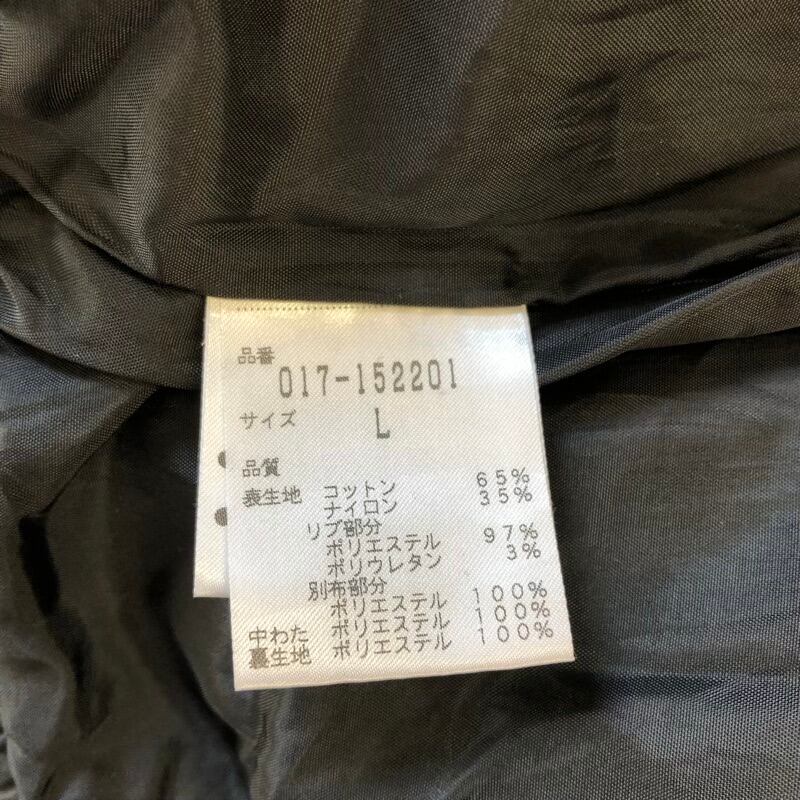 品番
017-152201
サイズ L
品質
表生地 コットン 65%
ナイロン 35%
リブ部分
ポリエステル 97%
ポリウレタン 3%
別布部分
ポリエステル 100%
中わた ポリエステル 100%
裏生地 ポリエステル 100%